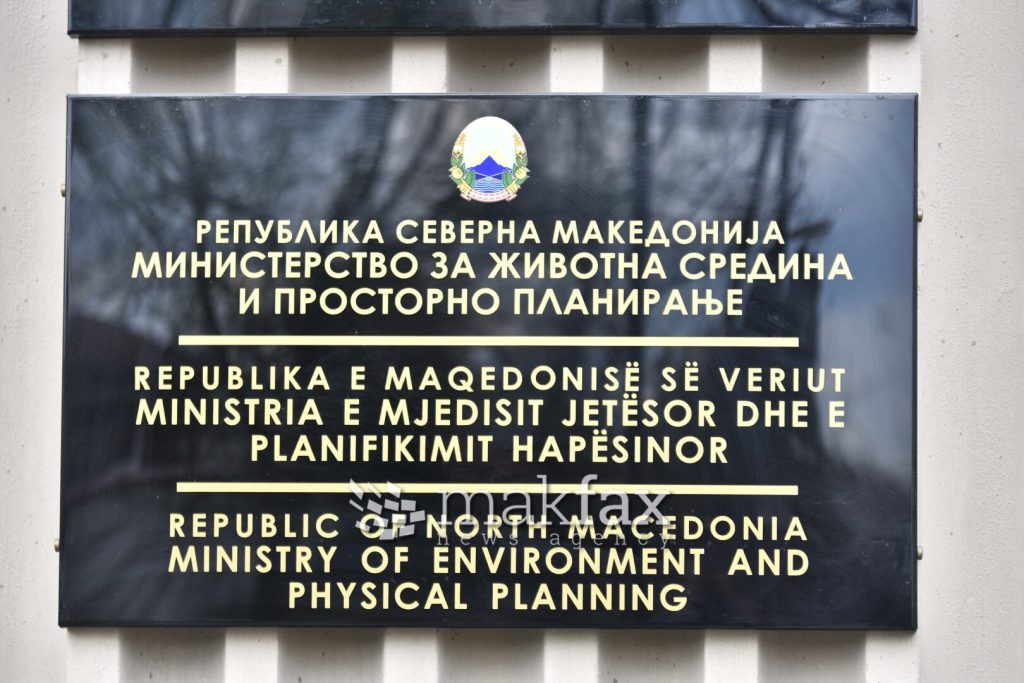 РЕПУБЛИКА СЕВЕРНА МАКЕДОНИЈА
МИНИСТЕРСТВО ЗА ЖИВОТНА СРЕДИНА
И ПРОСТОРНО ПЛАНИРАЊЕ
REPUBLIKA E MAQEDONISË SË VERIUT
MINISTRIA E MJEDISIT JETËSOR DHE E
PLANIFIKIMIT HAPËSINOR
makfax
news agency
REPUBLIC OF NORTH MACEDONIA
MINISTRY OF ENVIRONMENT AND
PHYSICAL PLANNING